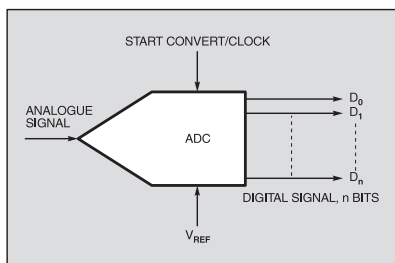 START CONVERT/CLOCK
ANALOGUE
SIGNAL
ADC
D0
D1
Dn
DIGITAL SIGNAL, n BITS
VREF